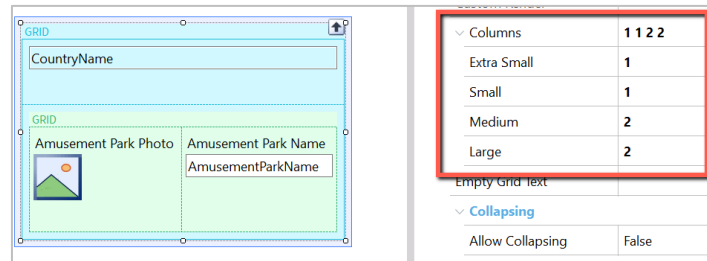 GRID
CountryName
GRID
Amusement Park Photo
Amusement Park Name
AmusementParkName
Columns 1 1 2 2
Extra Small 1
Small 1
Medium 2
Large 2
Empty Grid Text
Collapsing
Allow Collapsing False